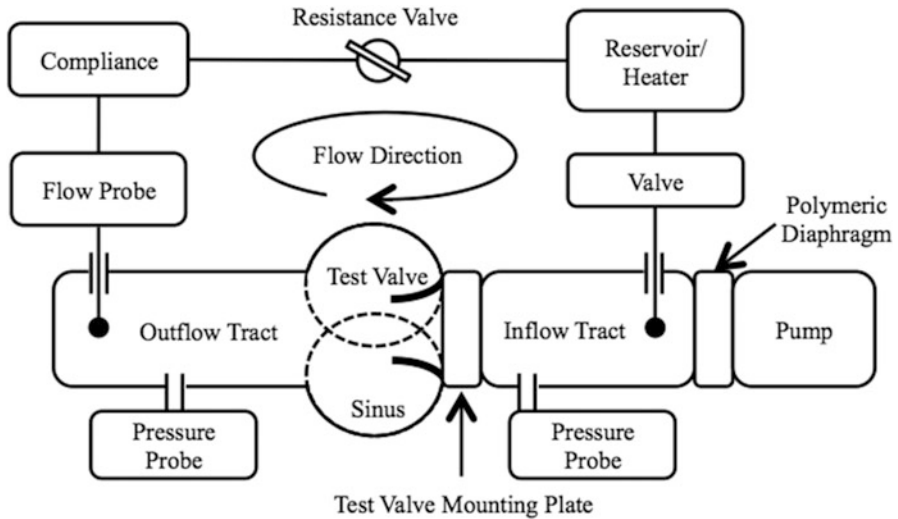 Resistance Valve
Compliance
Reservoir/
Heater
Flow Direction
Flow Probe
Valve
Polymeric
Diaphragm
Test Valve
Outflow Tract
Inflow Tract
Pump
Sinus
Pressure
Probe
Pressure
Probe
Test Valve Mounting Plate